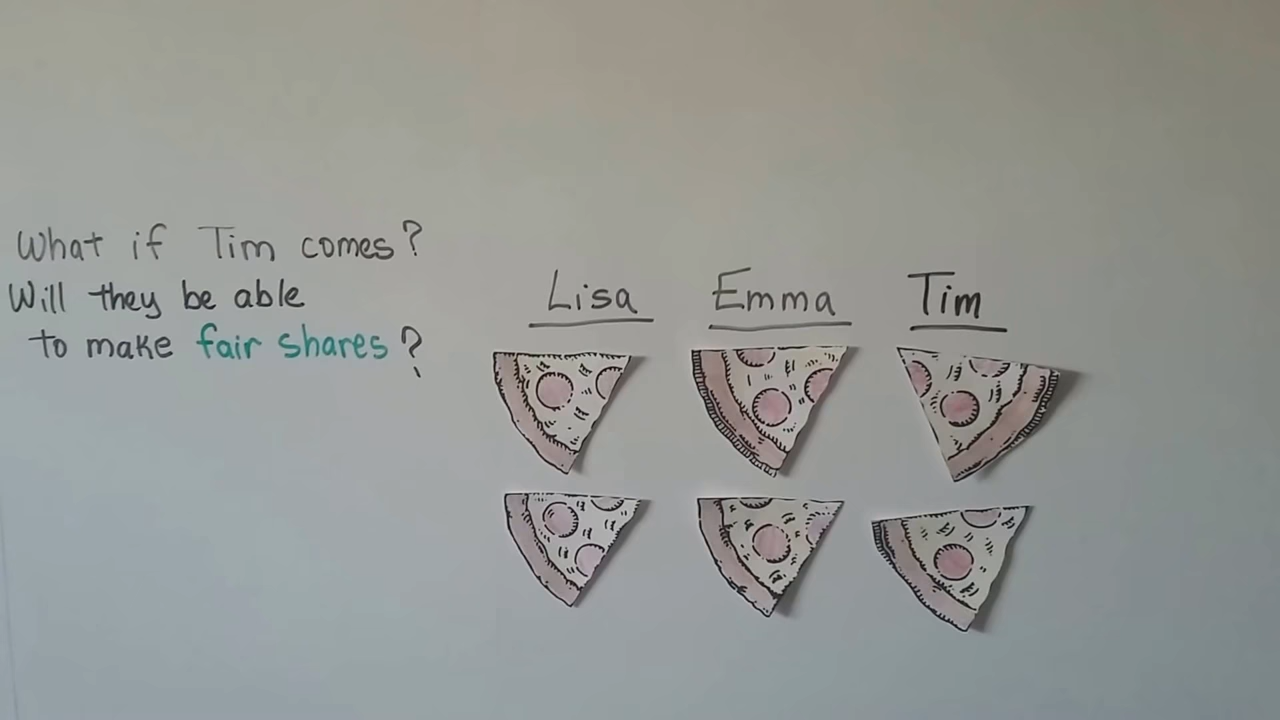 What if Tim comes?
Will they be able
to make fair shares?
Lisa Emma Tim